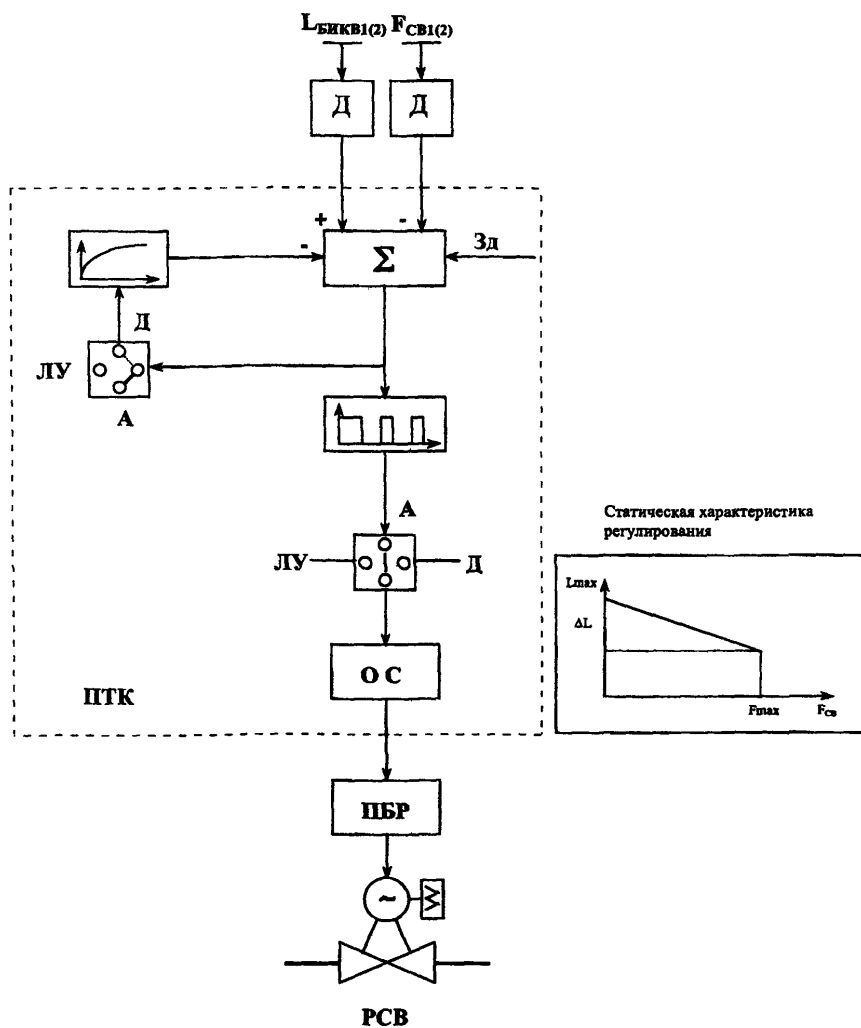 LБИКВ1(2) FСВ1(2)
Д Д
+ -
- Σ Зд
Д
ЛУ
А
А
ЛУ Д
О С
ПТК
ПБР
~
РСВ
Статическая характеристика
регулирования
Lmax
ΔL
Fmax Fсв